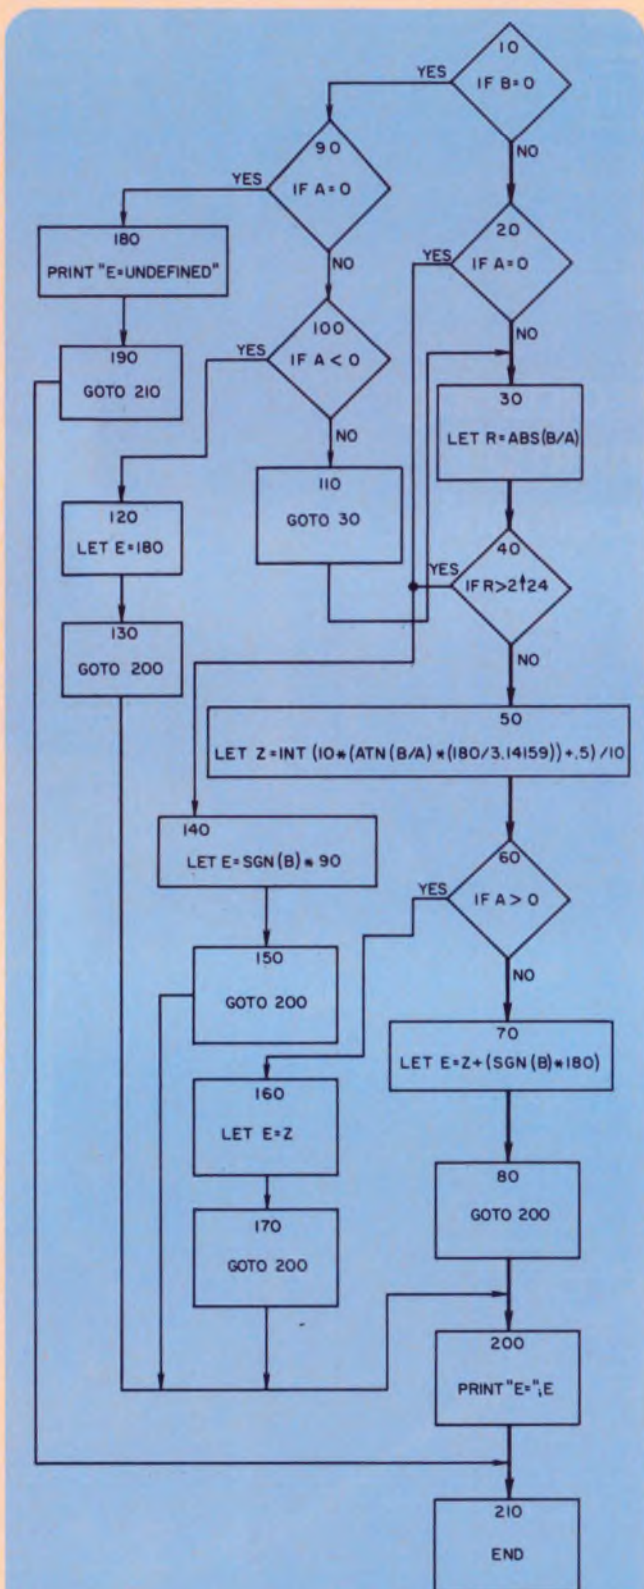 10
IF B=0
YES
NO
90
IF A=0
YES
NO
20
IF A=0
YES
NO
180
PRINT "E=UNDEFINED"
100
IF A < 0
YES
NO
190
GOTO 210
30
LET R=ABS(B/A)
110
GOTO 30
120
LET E=180
40
IF R>2↑24
YES
NO
130
GOTO 200
50
LET Z=INT (10*(ATN(B/A)*(180/3.14159))+.5)/10
140
LET E=SGN(B)*90
60
IF A > 0
YES
NO
150
GOTO 200
70
LET E=Z+(SGN(B)*180)
160
LET E=Z
80
GOTO 200
170
GOTO 200
200
PRINT "E=";E
210
END